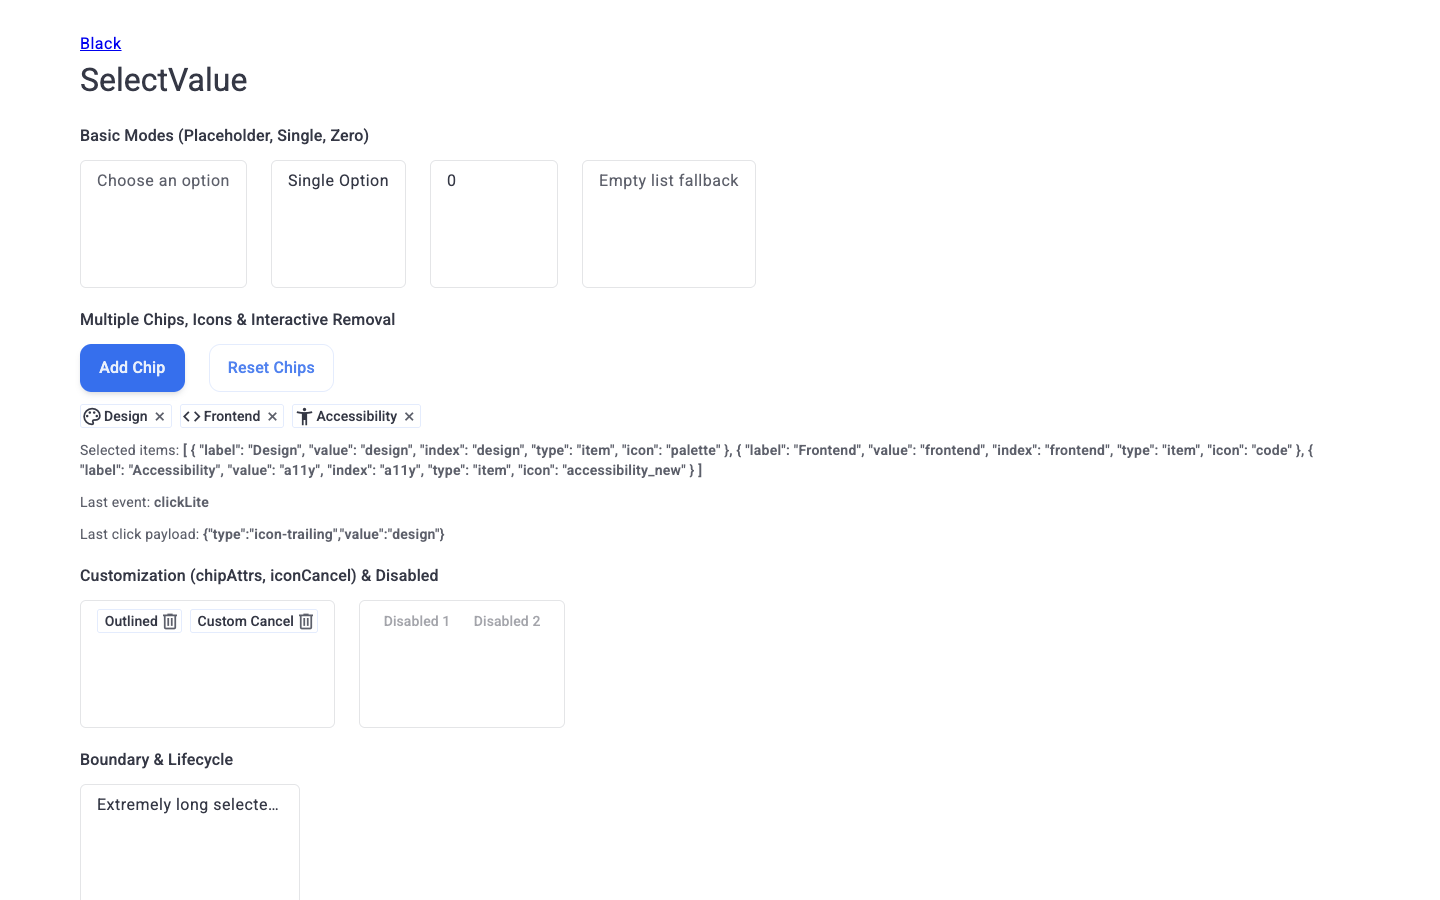 Black
SelectValue
Basic Modes (Placeholder, Single, Zero)
Choose an option
Single Option
0
Empty list fallback
Multiple Chips, Icons & Interactive Removal
Add Chip
Reset Chips
Design
Frontend
Accessibility
Selected items: [ { "label": "Design", "value": "design", "index": "design", "type": "item", "icon": "palette" }, { "label": "Frontend", "value": "frontend", "index": "frontend", "type": "item", "icon": "code" }, {
"label": "Accessibility", "value": "a11y", "index": "a11y", "type": "item", "icon": "accessibility_new" } ]
Last event: clickLite
Last click payload: {"type":"icon-trailing","value":"design"}
Customization (chipAttrs, iconCancel) & Disabled
Outlined
Custom Cancel
Disabled 1
Disabled 2
Boundary & Lifecycle
Extremely long selecte…